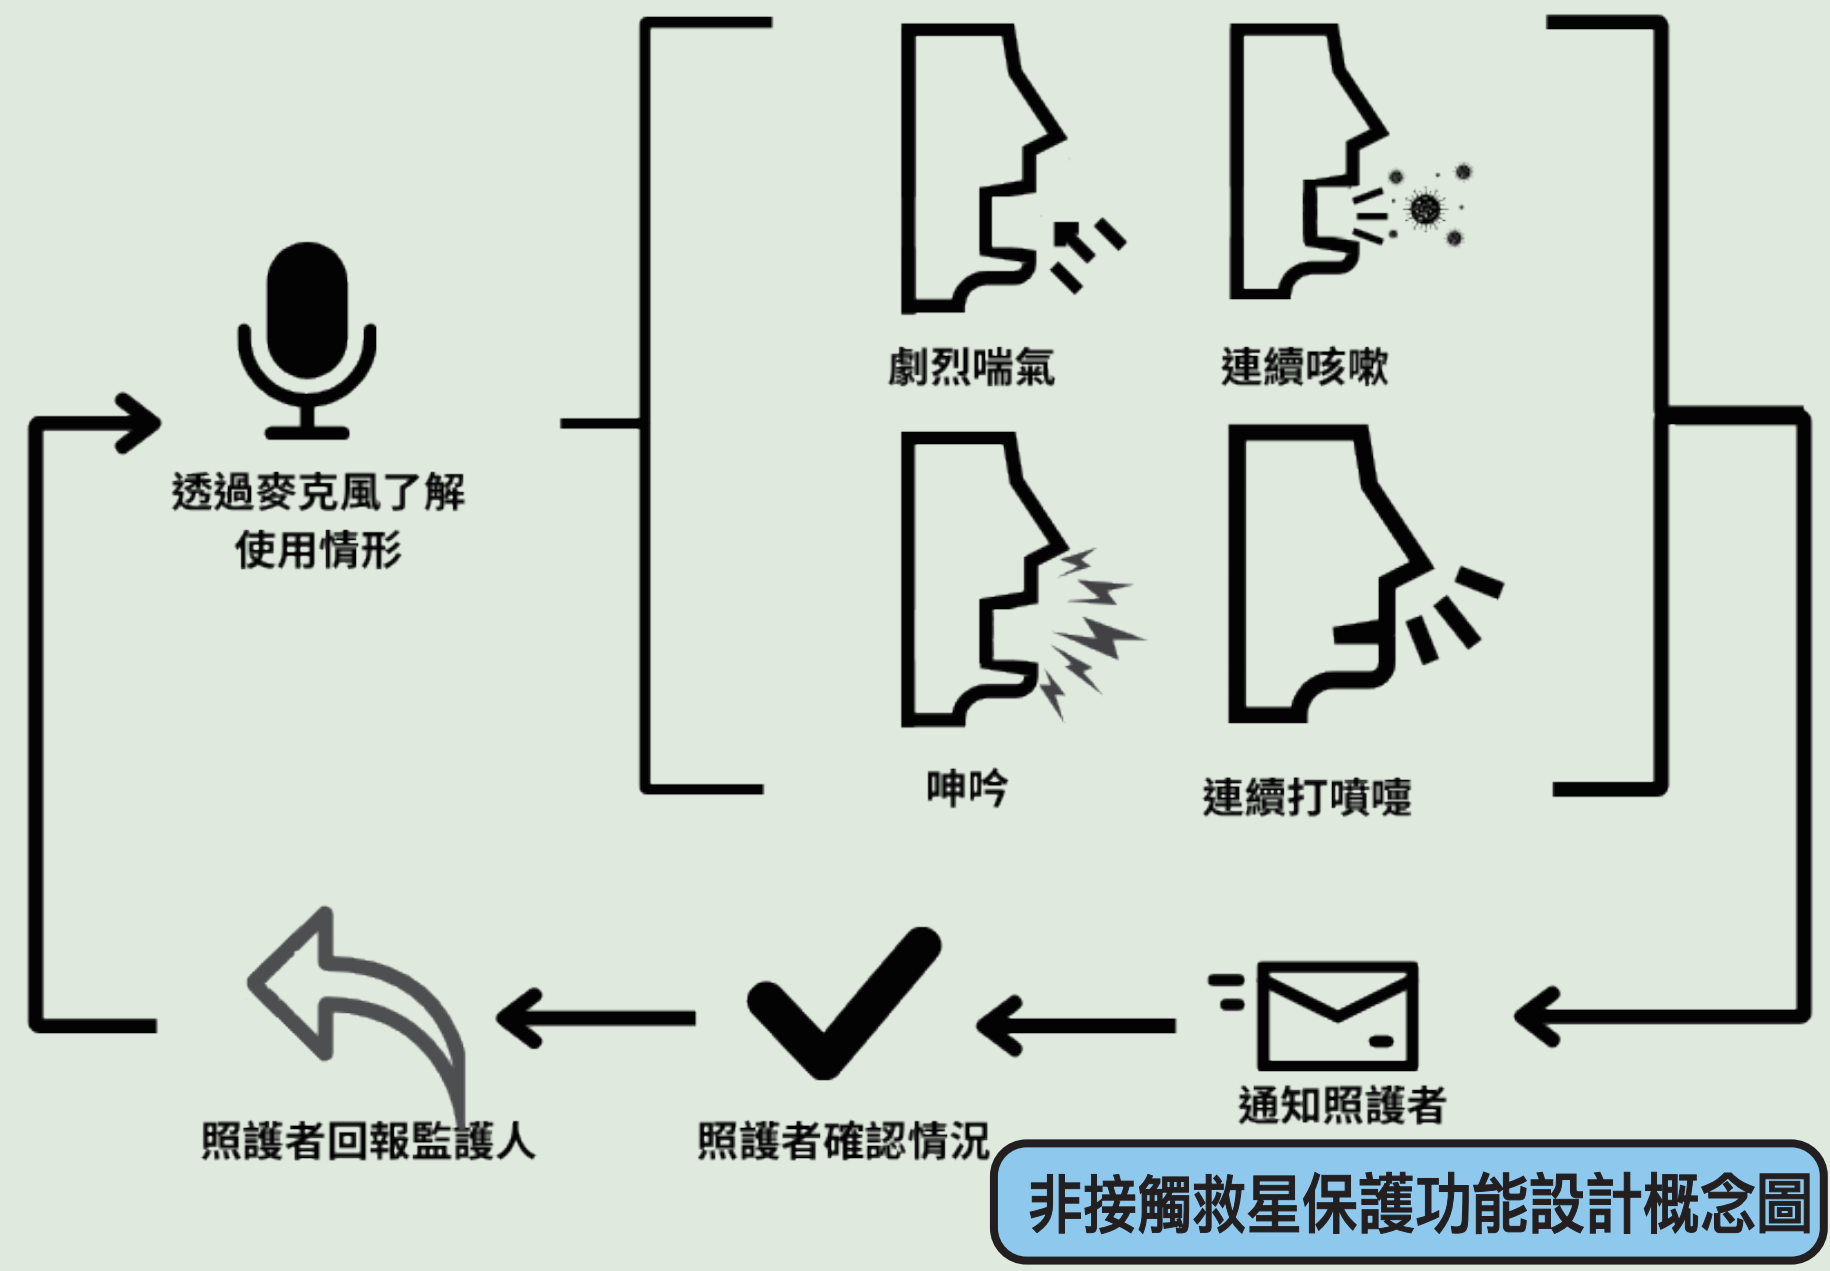 劇烈喘氣
連續咳嗽
透過麥克風了解
使用情形
呻吟
連續打噴嚏
通知照護者
照護者確認情況
照護者回報監護人
非接觸救星保護功能設計概念圖